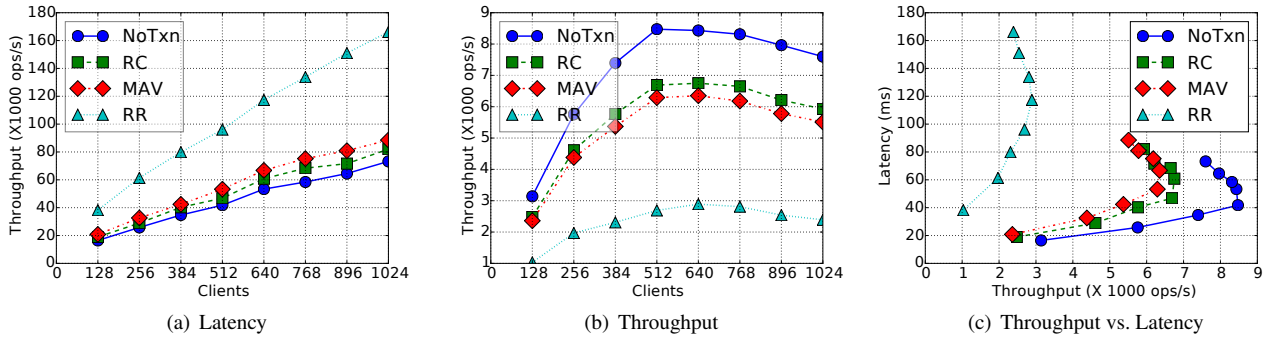 180
160
140
120
100
80
60
40
20
0
Throughput (X1000 ops/s)
NoTxn
RC
MAV
RR
0 128 256 384 512 640 768 896 1024
Clients
(a) Latency
9
8
7
6
5
4
3
2
1
Throughput (X1000 ops/s)
NoTxn
RC
MAV
RR
0 128 256 384 512 640 768 896 1024
Clients
(b) Throughput
180
160
140
120
100
80
60
40
20
0
Latency (ms)
NoTxn
RC
MAV
RR
0 1 2 3 4 5 6 7 8 9
Throughput (X 1000 ops/s)
(c) Throughput vs. Latency